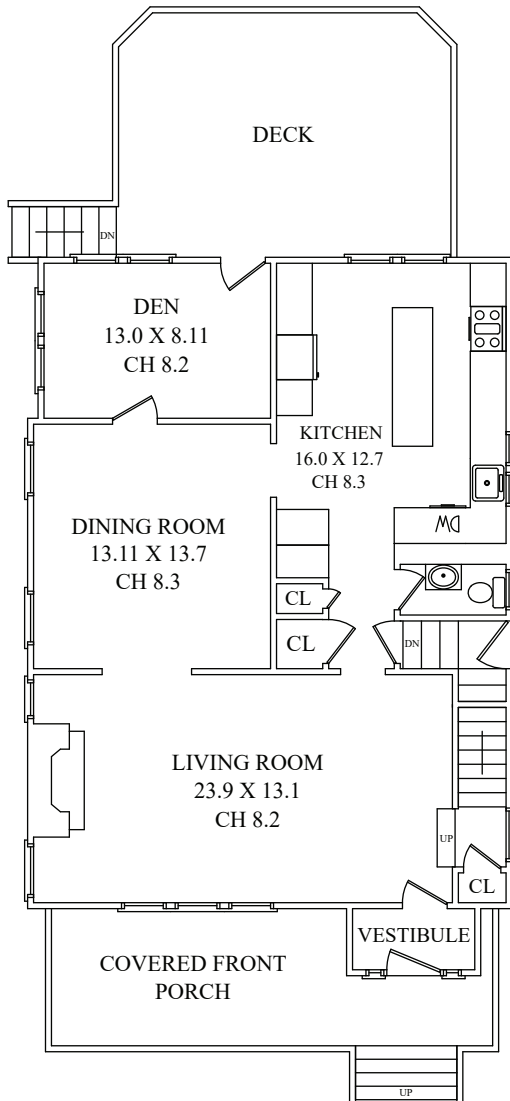 DECK
DN
DEN
13.0 X 8.11
CH 8.2
KITCHEN
16.0 X 12.7
CH 8.3
DW
DINING ROOM
13.11 X 13.7
CH 8.3
CL
CL
DN
LIVING ROOM
23.9 X 13.1
CH 8.2
UP
CL
VESTIBULE
COVERED FRONT
PORCH
UP